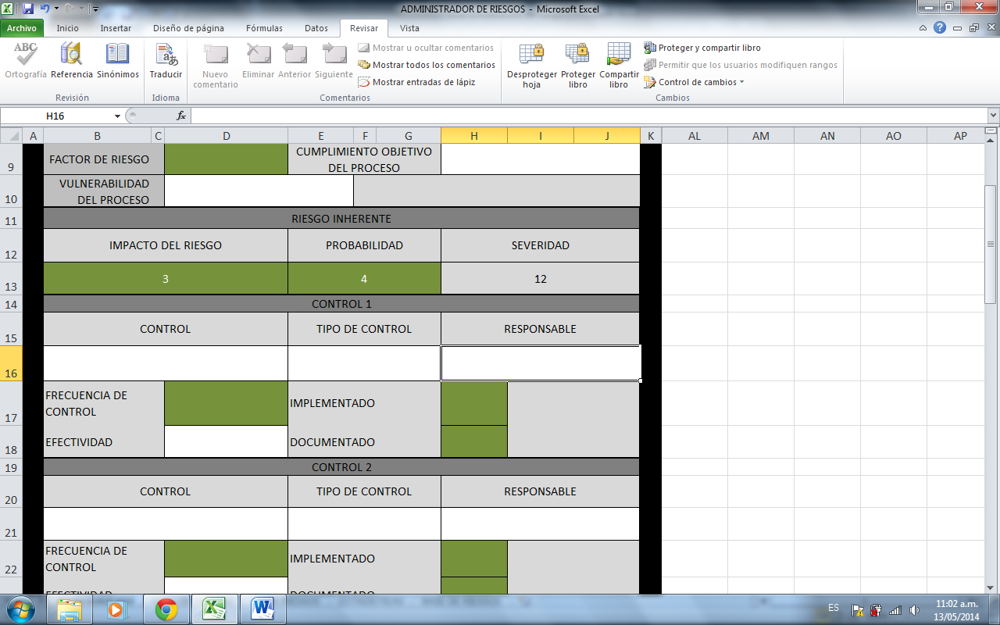 ADMINISTRADOR DE RIESGOS - Microsoft Excel
Archivo Inicio Insertar Diseño de página Fórmulas Datos Revisar Vista
ABC
Ortografía Referencia Sinónimos
Revisión
Traducir
Idioma
Nuevo
comentario
Eliminar Anterior Siguiente
Mostrar u ocultar comentarios
Mostrar todos los comentarios
Mostrar entradas de lápiz
Comentarios
Desproteger
hoja
Proteger
libro
Compartir
libro
Proteger y compartir libro
Permitir que los usuarios modifiquen rangos
Control de cambios
Cambios
H16 fx
A B C D E F G H I J K AL AM AN AO AP
9 FACTOR DE RIESGO CUMPLIMIENTO OBJETIVO
DEL PROCESO
10 VULNERABILIDAD
DEL PROCESO
11 RIESGO INHERENTE
12 IMPACTO DEL RIESGO PROBABILIDAD SEVERIDAD
13 3 4 12
14 CONTROL 1
15 CONTROL TIPO DE CONTROL RESPONSABLE
16
17 FRECUENCIA DE
CONTROL IMPLEMENTADO
18 EFECTIVIDAD DOCUMENTADO
19 CONTROL 2
20 CONTROL TIPO DE CONTROL RESPONSABLE
21
22 FRECUENCIA DE
CONTROL IMPLEMENTADO
EFECTIVIDAD DOCUMENTADO
ES 11:02 a.m.
13/05/2014